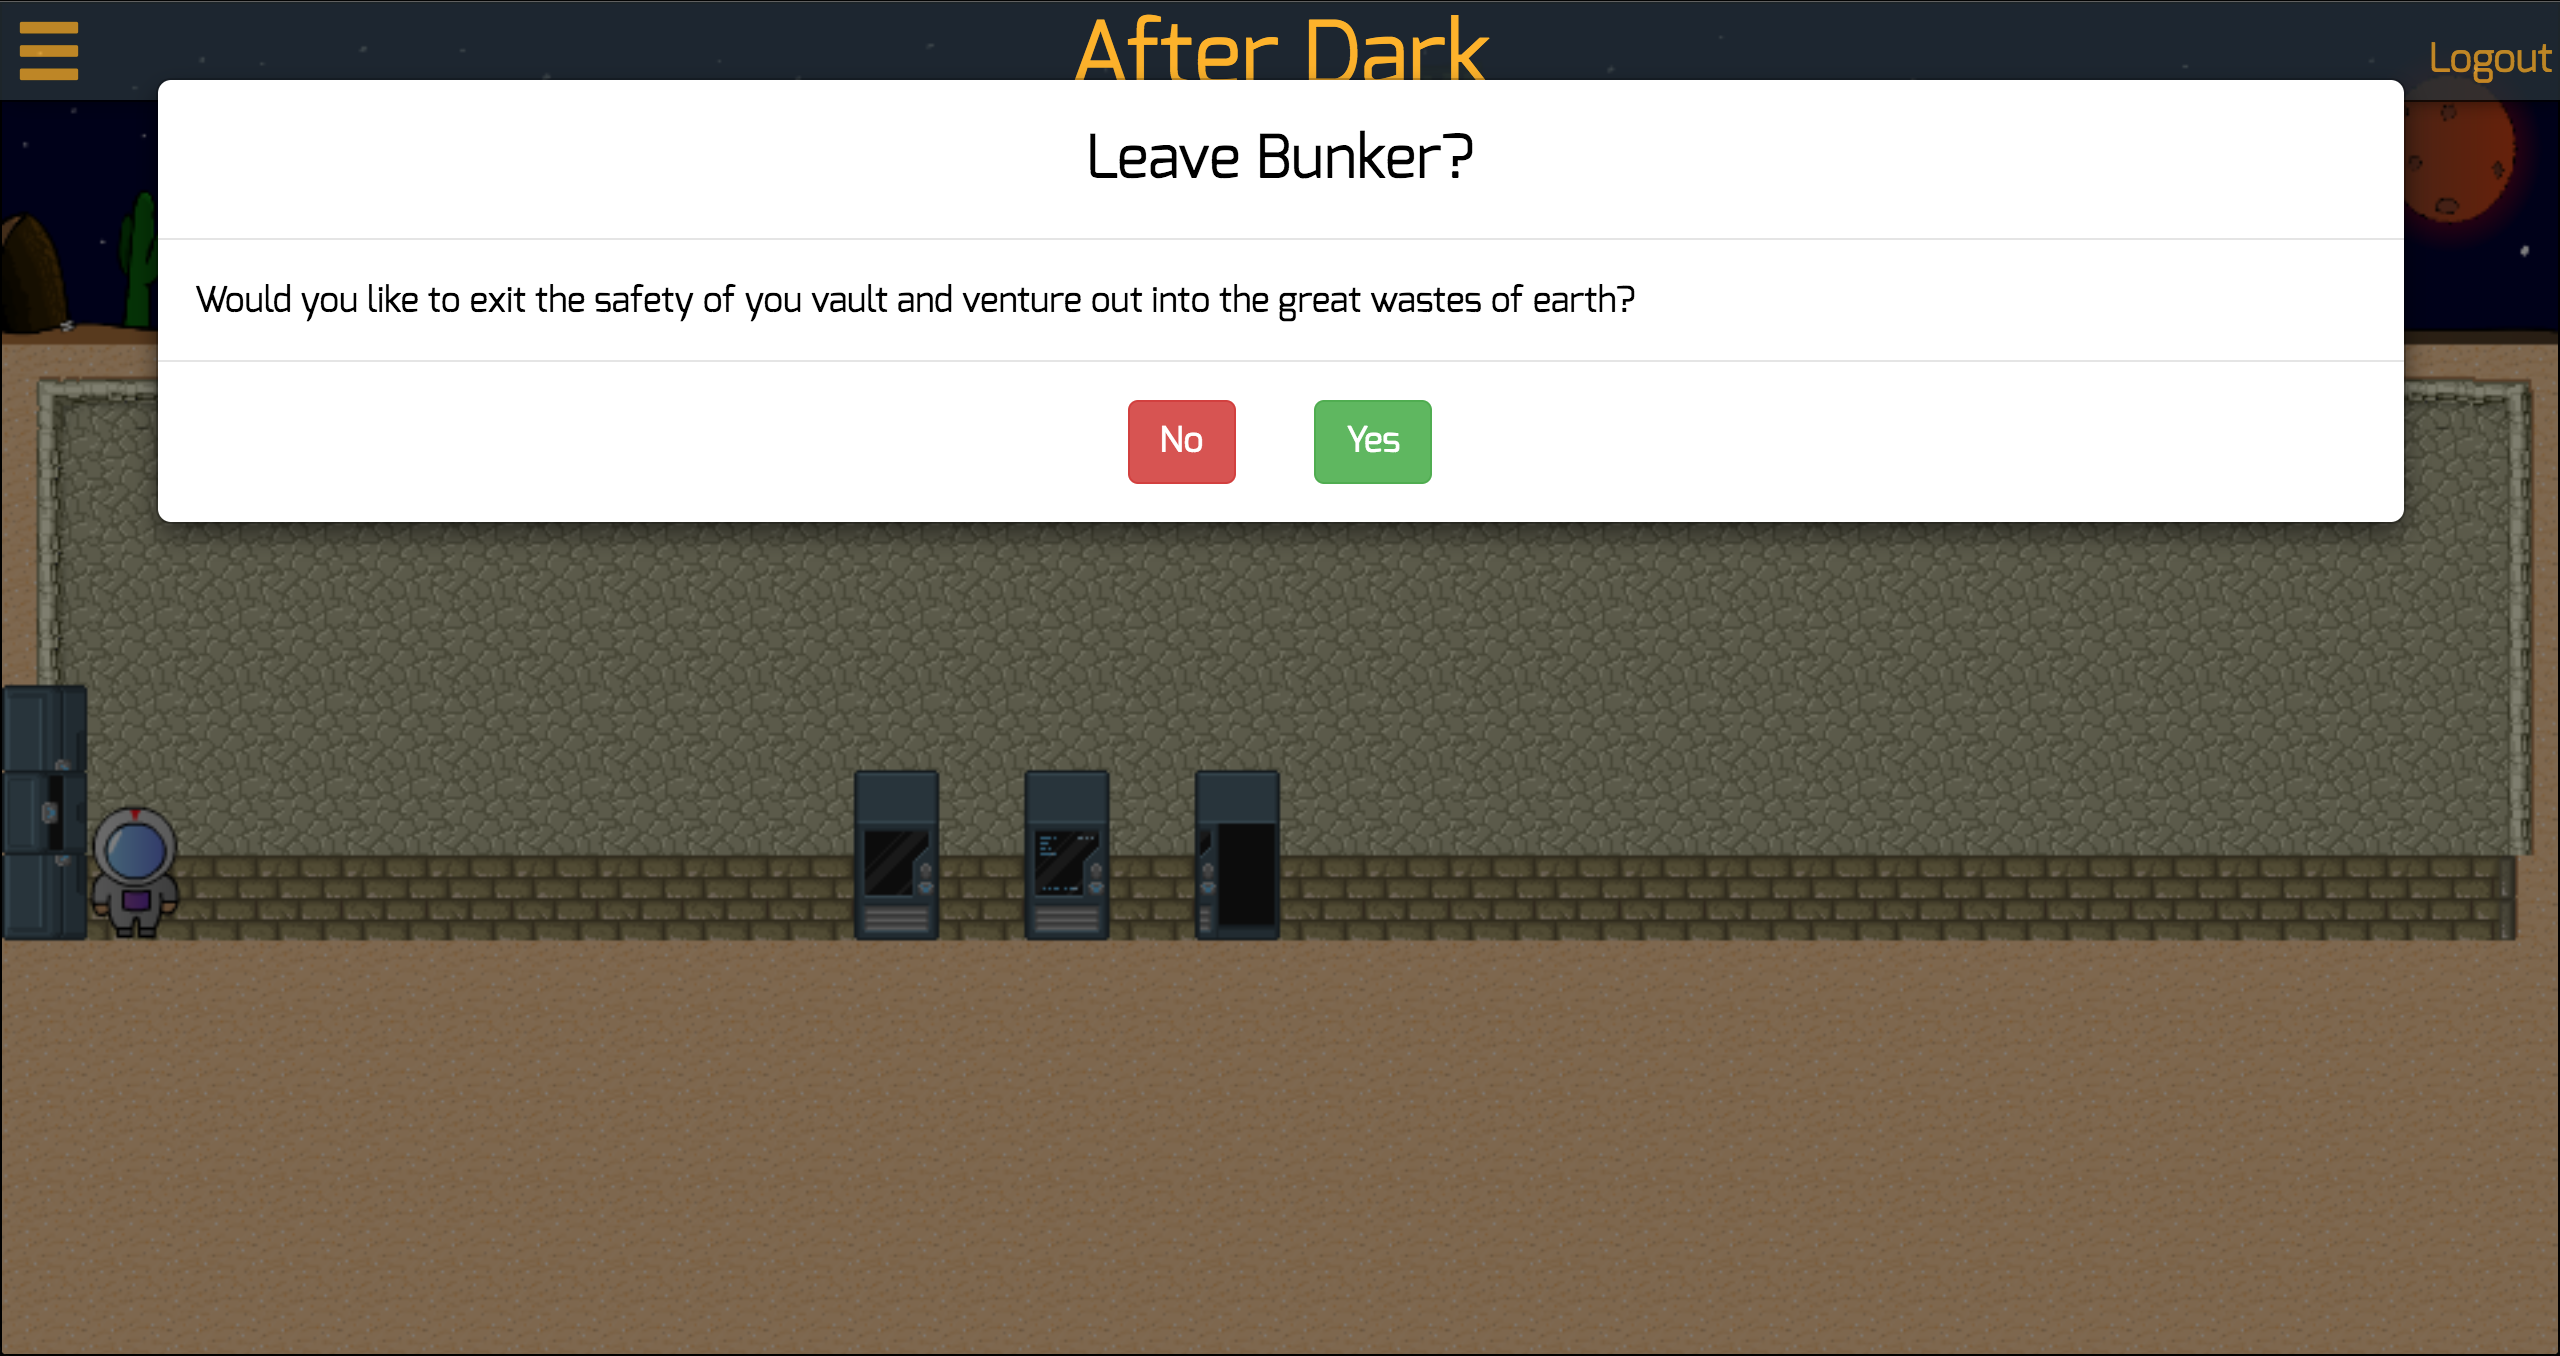 After Dark
Logout
Leave Bunker?
Would you like to exit the safety of you vault and venture out into the great wastes of earth?
No
Yes